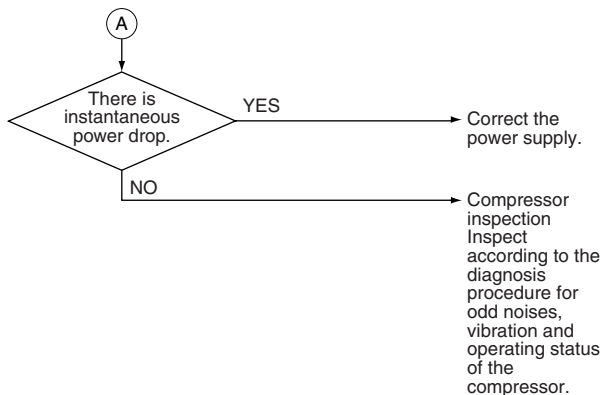 A
There is
instantaneous
power drop.
YES
Correct the
power supply.
NO
Compressor
inspection
Inspect
according to the
diagnosis
procedure for
odd noises,
vibration and
operating status
of the
compressor.